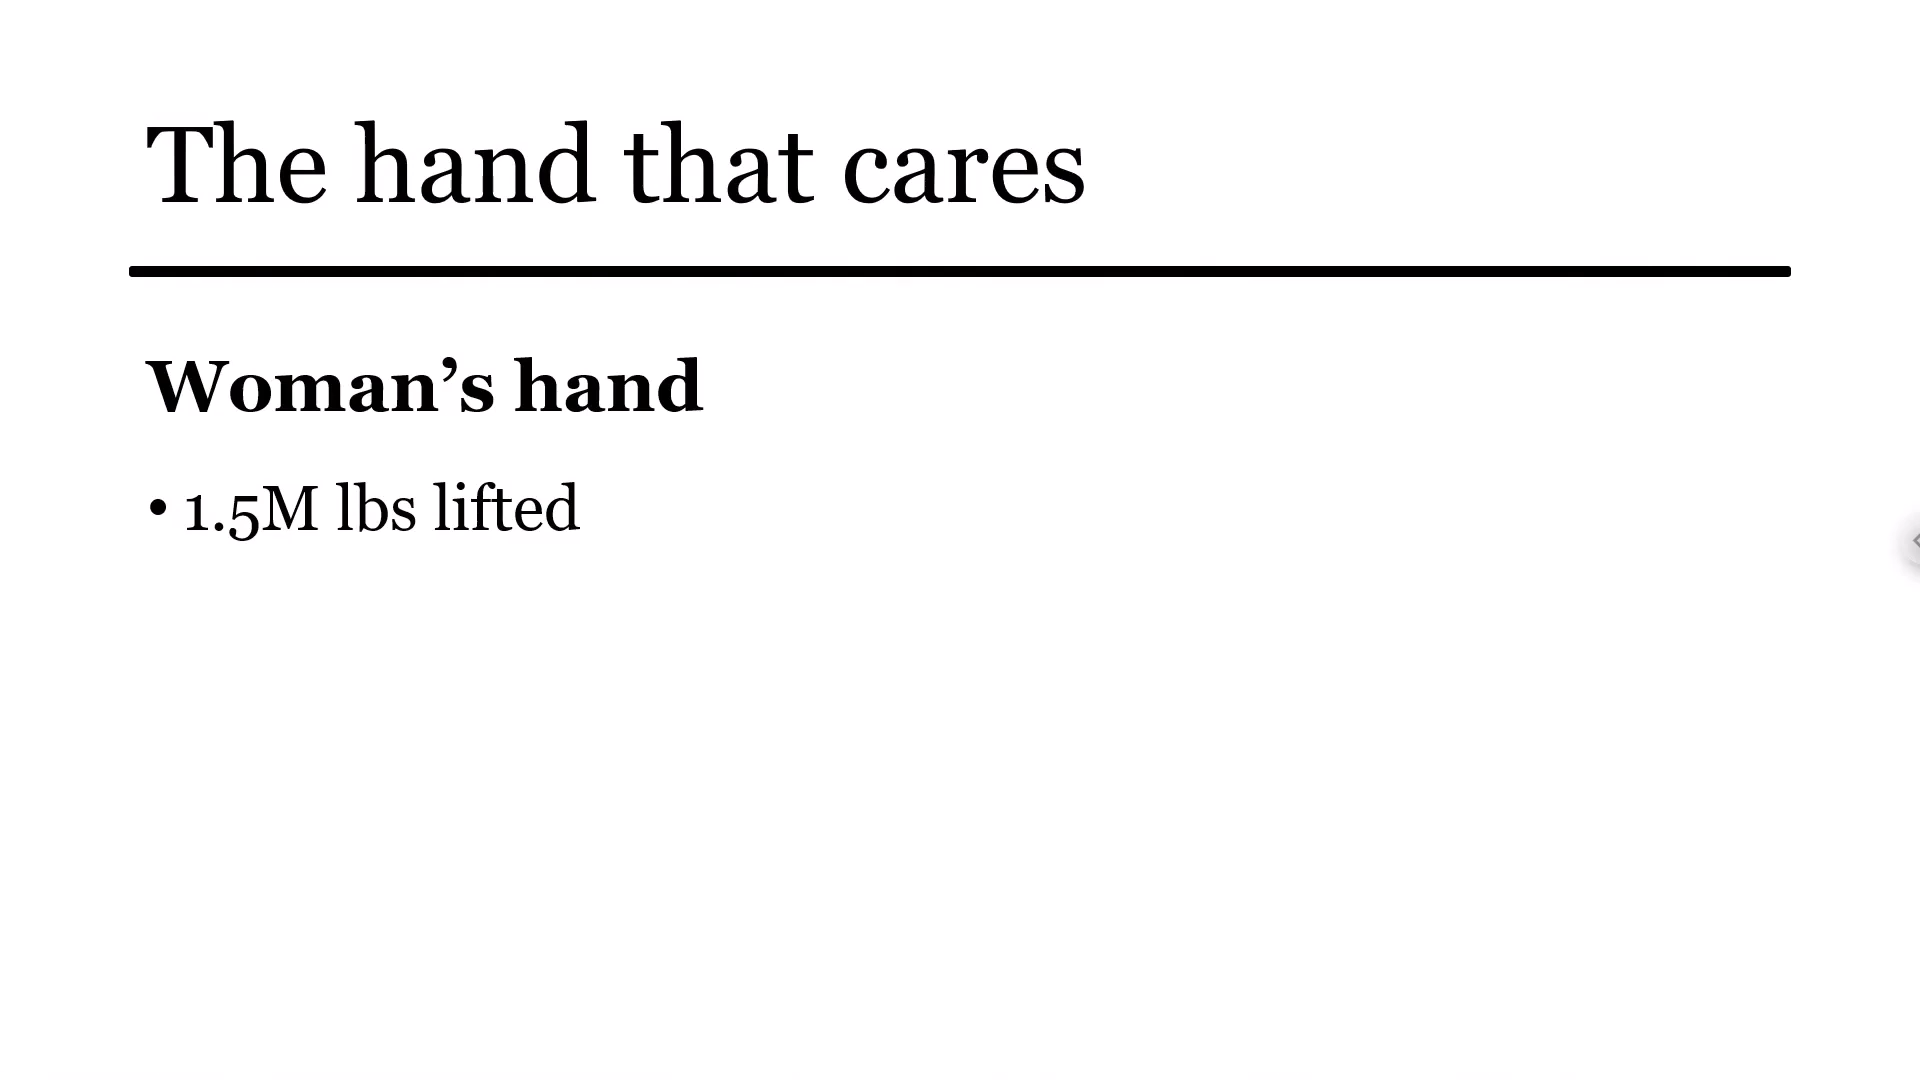 The hand that cares
Woman’s hand
• 1.5M lbs lifted